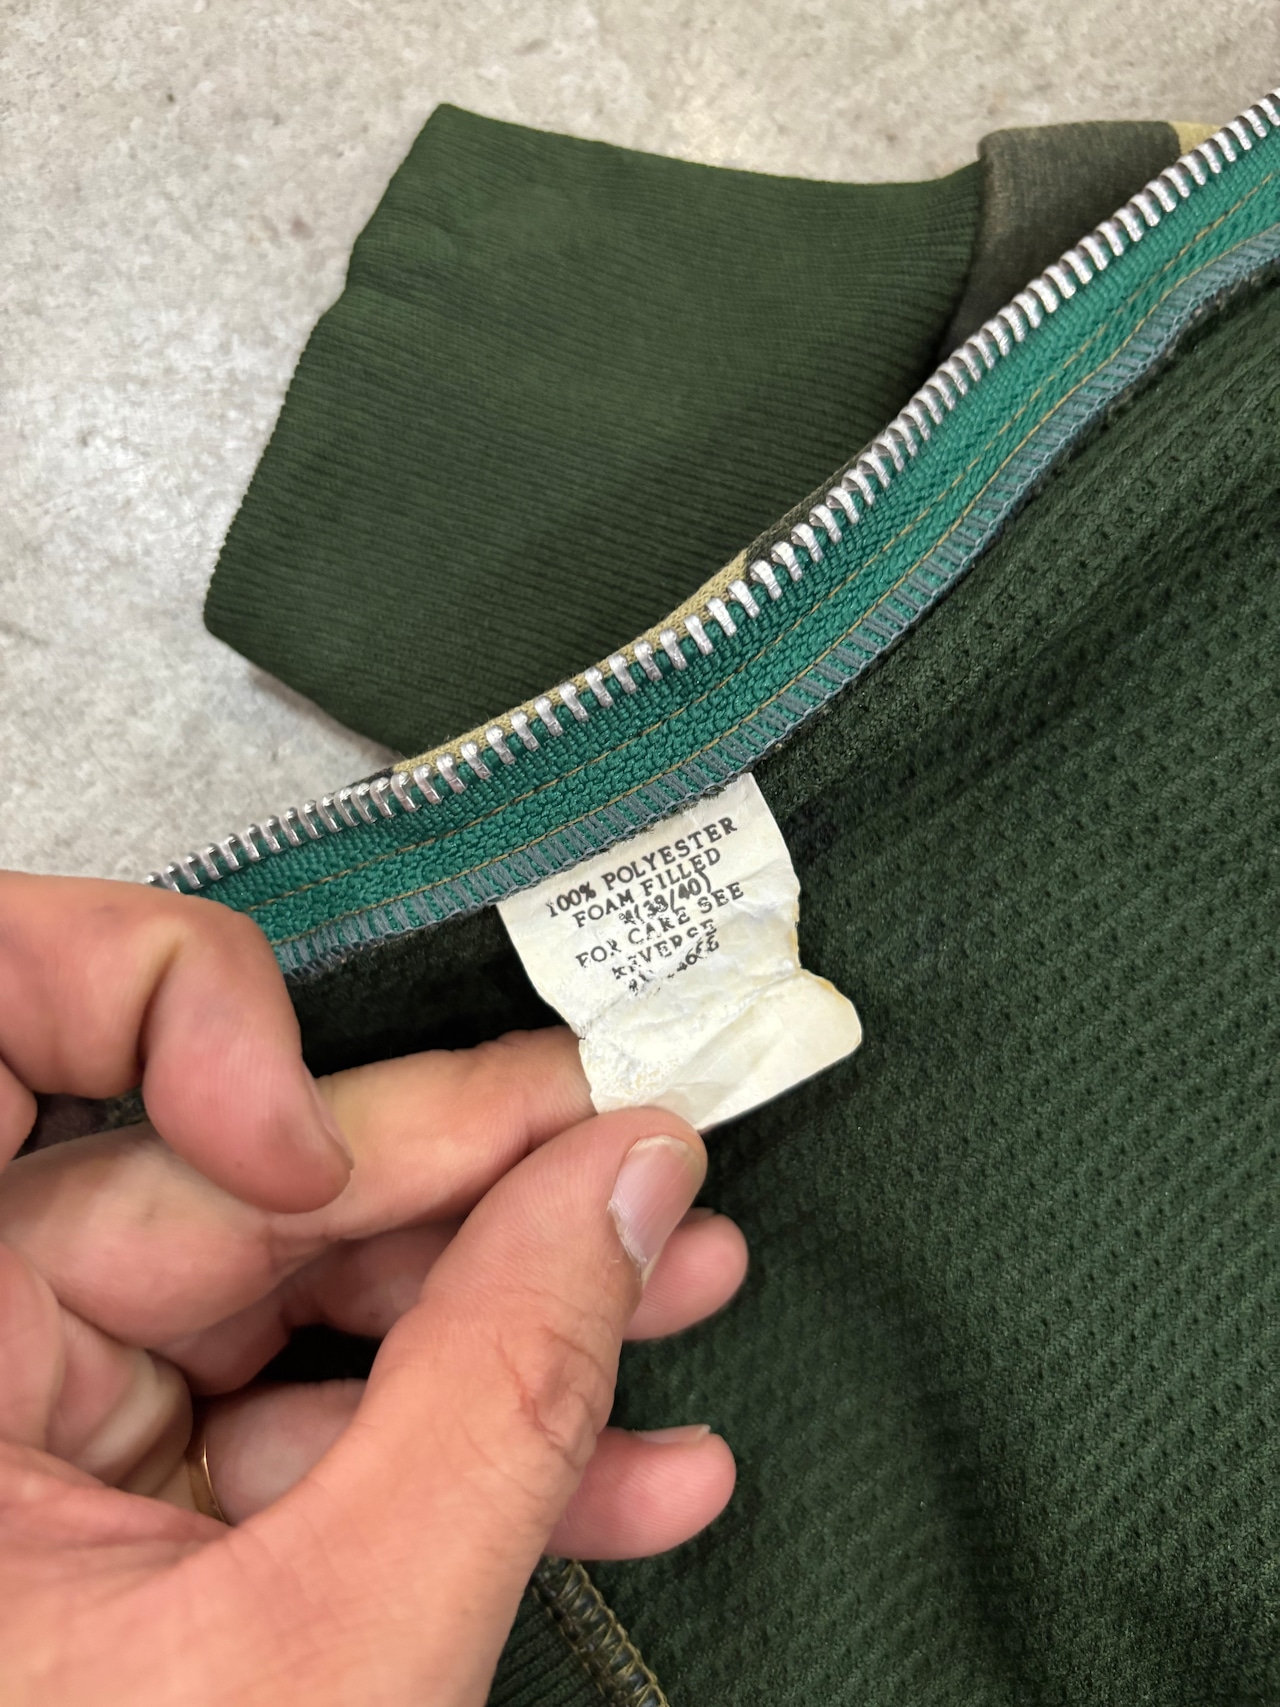 100% POLYESTER
FOAM FILLED
M(38/40)
FOR CARE SEE
REVERSE